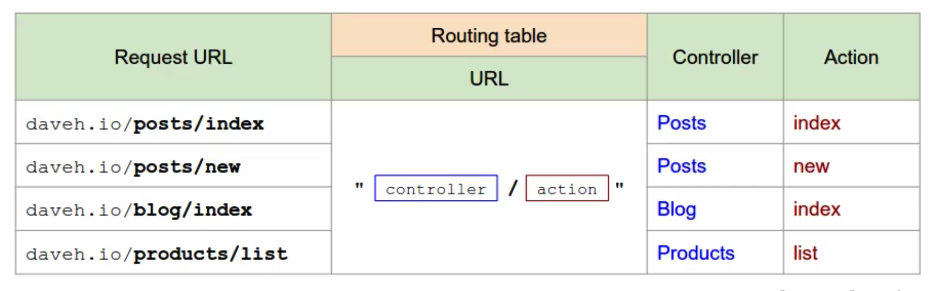 Request URL
Routing table
URL
Controller
Action
daveh.io/posts/index
Posts
index
daveh.io/posts/new
Posts
new
" controller / action "
daveh.io/blog/index
Blog
index
daveh.io/products/list
Products
list